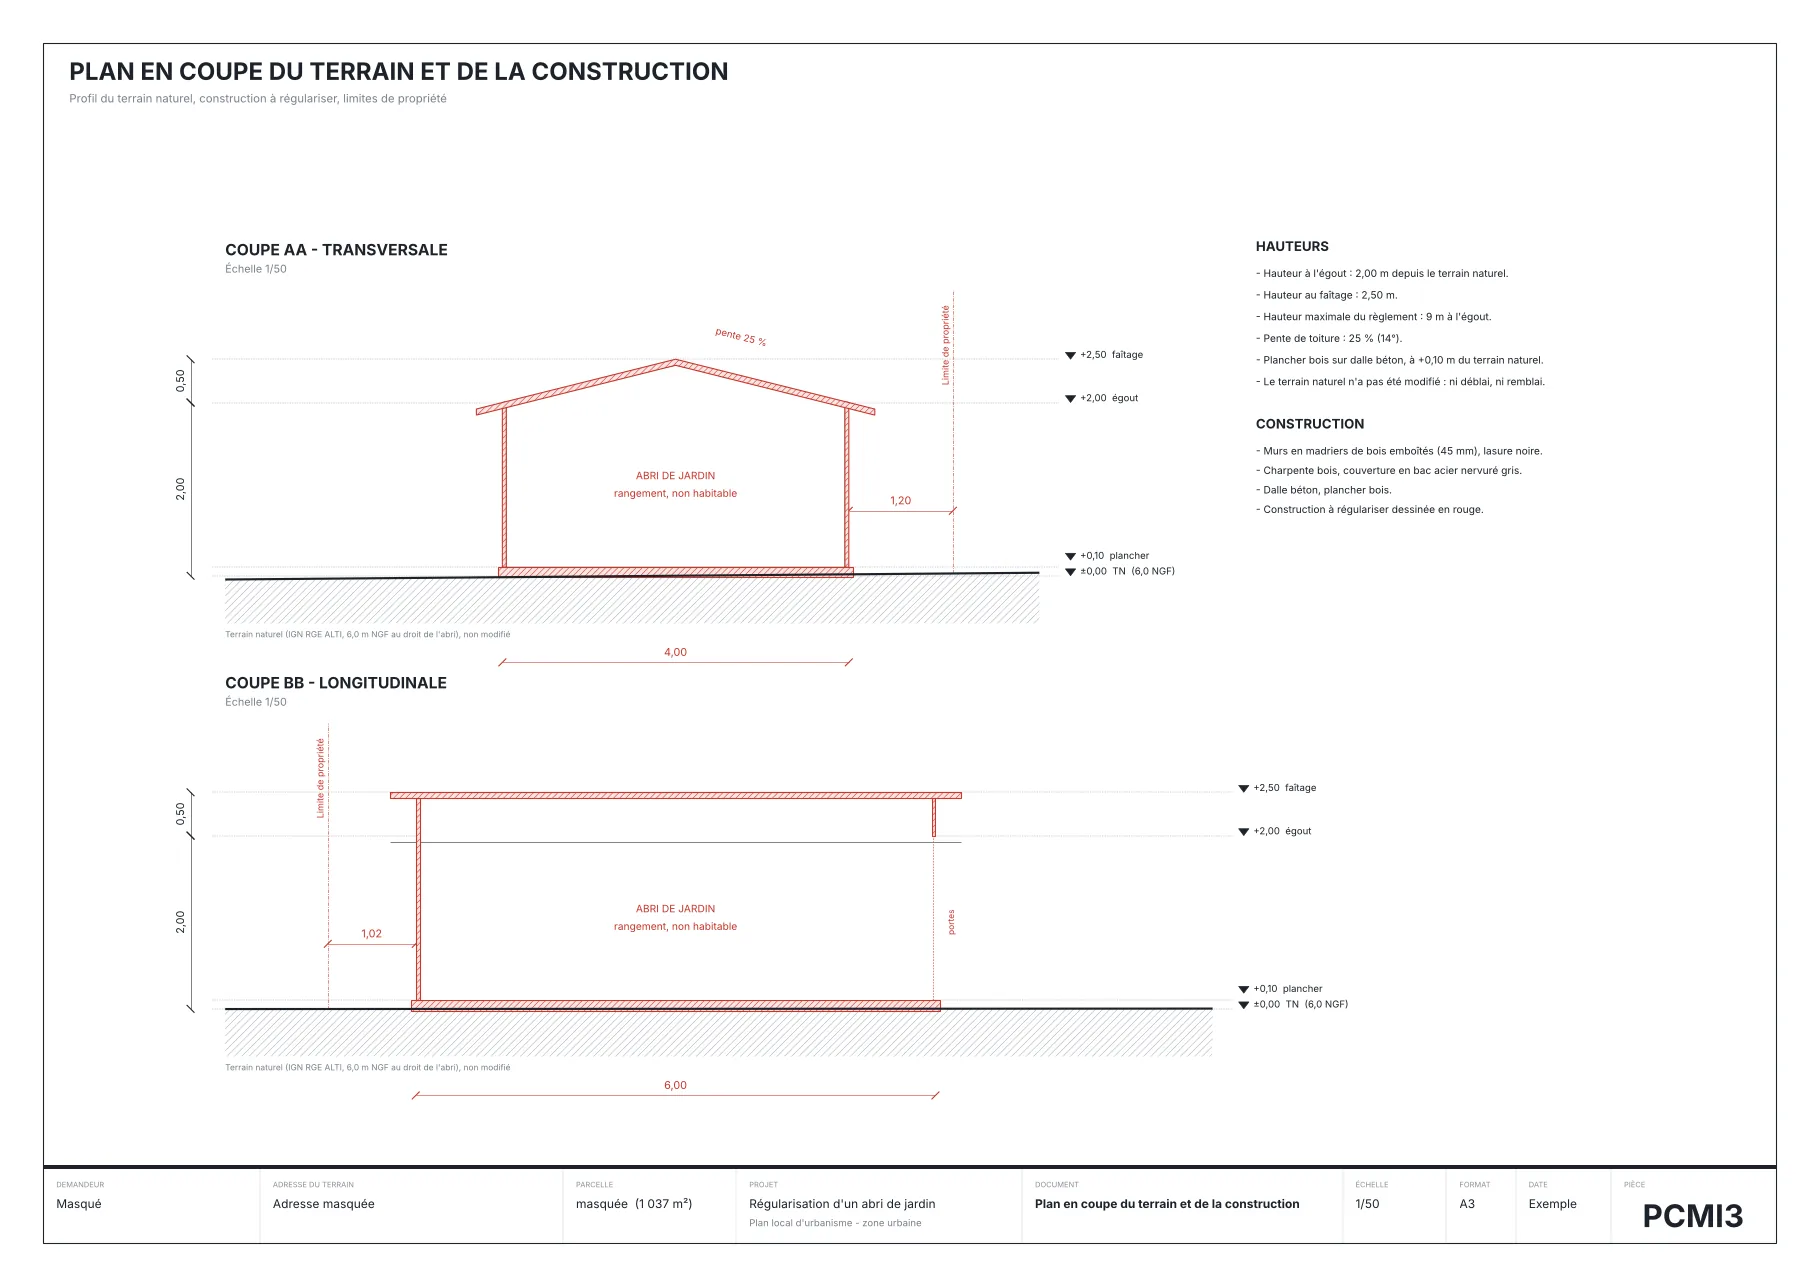 PLAN EN COUPE DU TERRAIN ET DE LA CONSTRUCTION
Profil du terrain naturel, construction à régulariser, limites de propriété
COUPE AA - TRANSVERSALE
Échelle 1/50
pente 25 %
Limite de propriété
0,50
2,00
+2,50 faîtage
+2,00 égout
ABRI DE JARDIN
rangement, non habitable
1,20
+0,10 plancher
±0,00 TN (6,0 NGF)
Terrain naturel (IGN RGE ALTI, 6,0 m NGF au droit de l'abri), non modifié
4,00
HAUTEURS
- Hauteur à l'égout : 2,00 m depuis le terrain naturel.
- Hauteur au faîtage : 2,50 m.
- Hauteur maximale du règlement : 9 m à l'égout.
- Pente de toiture : 25 % (14°).
- Plancher bois sur dalle béton, à +0,10 m du terrain naturel.
- Le terrain naturel n'a pas été modifié : ni déblai, ni remblai.
CONSTRUCTION
- Murs en madriers de bois emboîtés (45 mm), lasure noire.
- Charpente bois, couverture en bac acier nervuré gris.
- Dalle béton, plancher bois.
- Construction à régulariser dessinée en rouge.
COUPE BB - LONGITUDINALE
Échelle 1/50
Limite de propriété
0,50
2,00
+2,50 faîtage
+2,00 égout
ABRI DE JARDIN
rangement, non habitable
portes
1,02
+0,10 plancher
±0,00 TN (6,0 NGF)
Terrain naturel (IGN RGE ALTI, 6,0 m NGF au droit de l'abri), non modifié
6,00
DEMANDEUR
Masqué
ADRESSE DU TERRAIN
Adresse masquée
PARCELLE
masquée (1 037 m²)
PROJET
Régularisation d'un abri de jardin
Plan local d'urbanisme - zone urbaine
DOCUMENT
Plan en coupe du terrain et de la construction
ÉCHELLE
1/50
FORMAT
A3
DATE
Exemple
PIÈCE
PCMI3